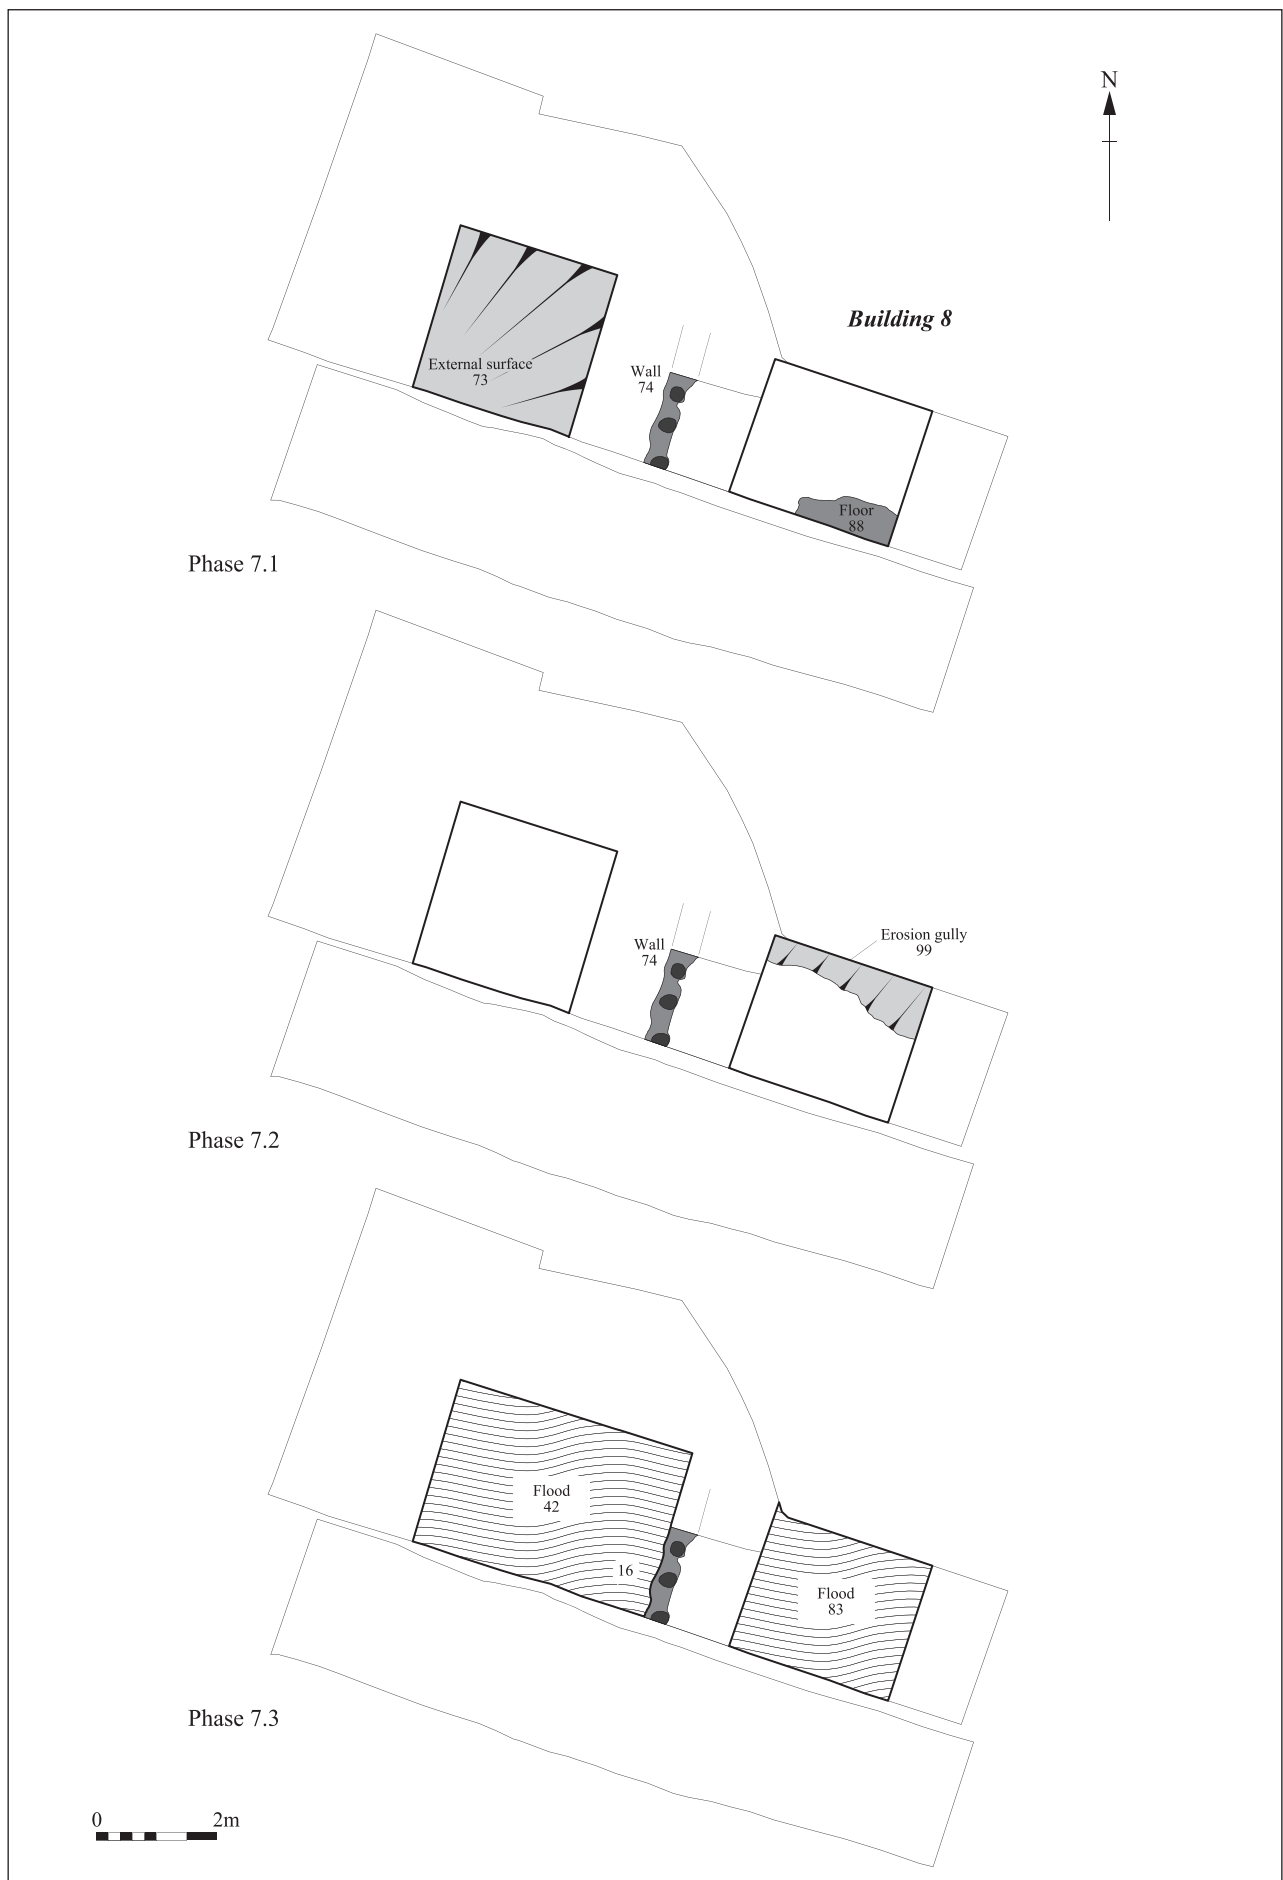 N
Building 8
External surface
73
Wall
74
Floor
88
Phase 7.1
Erosion gully
99
Wall
74
Phase 7.2
Flood
42
16
Flood
83
Phase 7.3
0 2m